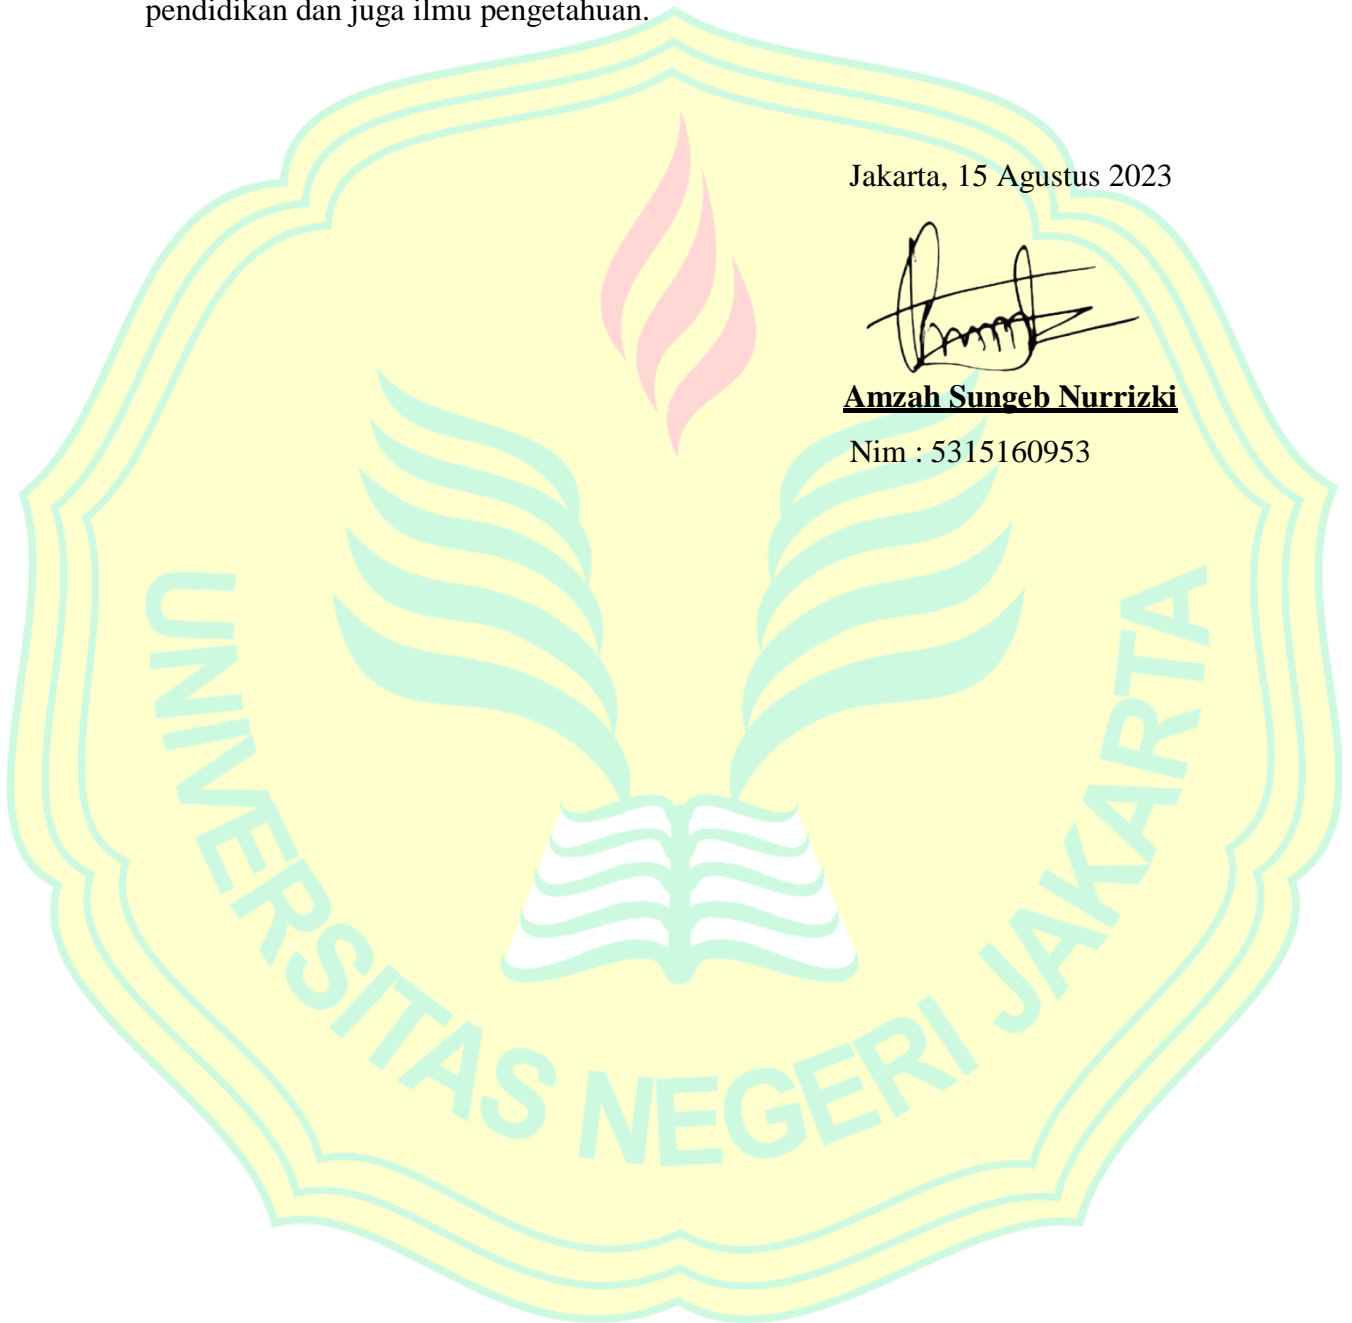 pendidikan dan juga ilmu pengetahuan.
Jakarta, 15 Agustus 2023
Amzah Sungeb Nurrizki
Nim : 5315160953
UNIVERSITAS NEGERI JAKARTA